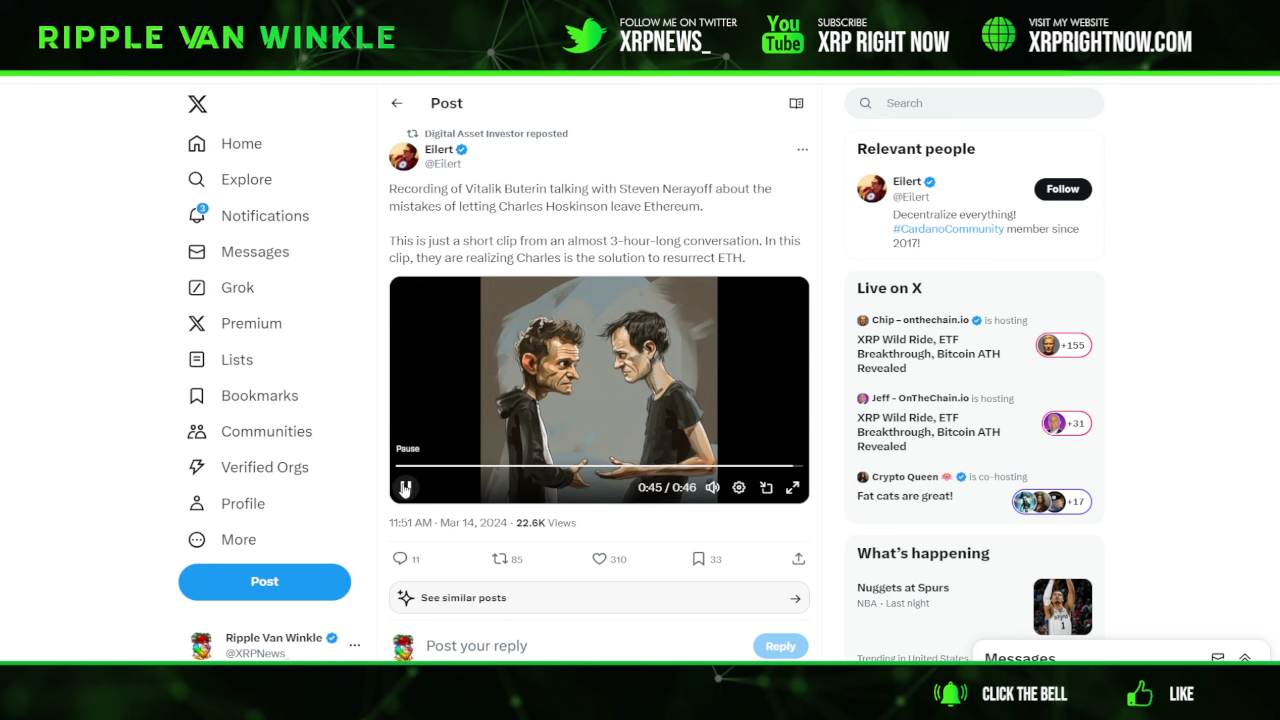 RIPPLE VAN WINKLE
FOLLOW ME ON TWITTER
XRPNEWS_
You
Tube
SUBSCRIBE
XRP RIGHT NOW
VISIT MY WEBSITE
XRPRIGHTNOW.COM
Home
Explore
3
Notifications
Messages
Grok
Premium
Lists
Bookmarks
Communities
Verified Orgs
Profile
More
Post
Ripple Van Winkle
@XRPNews_
Post
Digital Asset Investor reposted
Eilert
@Eilert
Recording of Vitalik Buterin talking with Steven Nerayoff about the
mistakes of letting Charles Hoskinson leave Ethereum.
This is just a short clip from an almost 3-hour-long conversation. In this
clip, they are realizing Charles is the solution to resurrect ETH.
Pause
0:45 / 0:46
11:51 AM · Mar 14, 2024 · 22.6K Views
11
85
310
33
See similar posts
Post your reply
Reply
Search
Relevant people
Eilert
@Eilert
Follow
Decentralize everything!
#CardanoCommunity member since
2017!
Live on X
Chip – onthechain.io is hosting
XRP Wild Ride, ETF
Breakthrough, Bitcoin ATH
Revealed
+155
Jeff - OnTheChain.io is hosting
XRP Wild Ride, ETF
Breakthrough, Bitcoin ATH
Revealed
+31
Crypto Queen is co-hosting
Fat cats are great!
+17
What's happening
Nuggets at Spurs
NBA · Last night
Trending in United States
Messages
CLICK THE BELL
LIKE